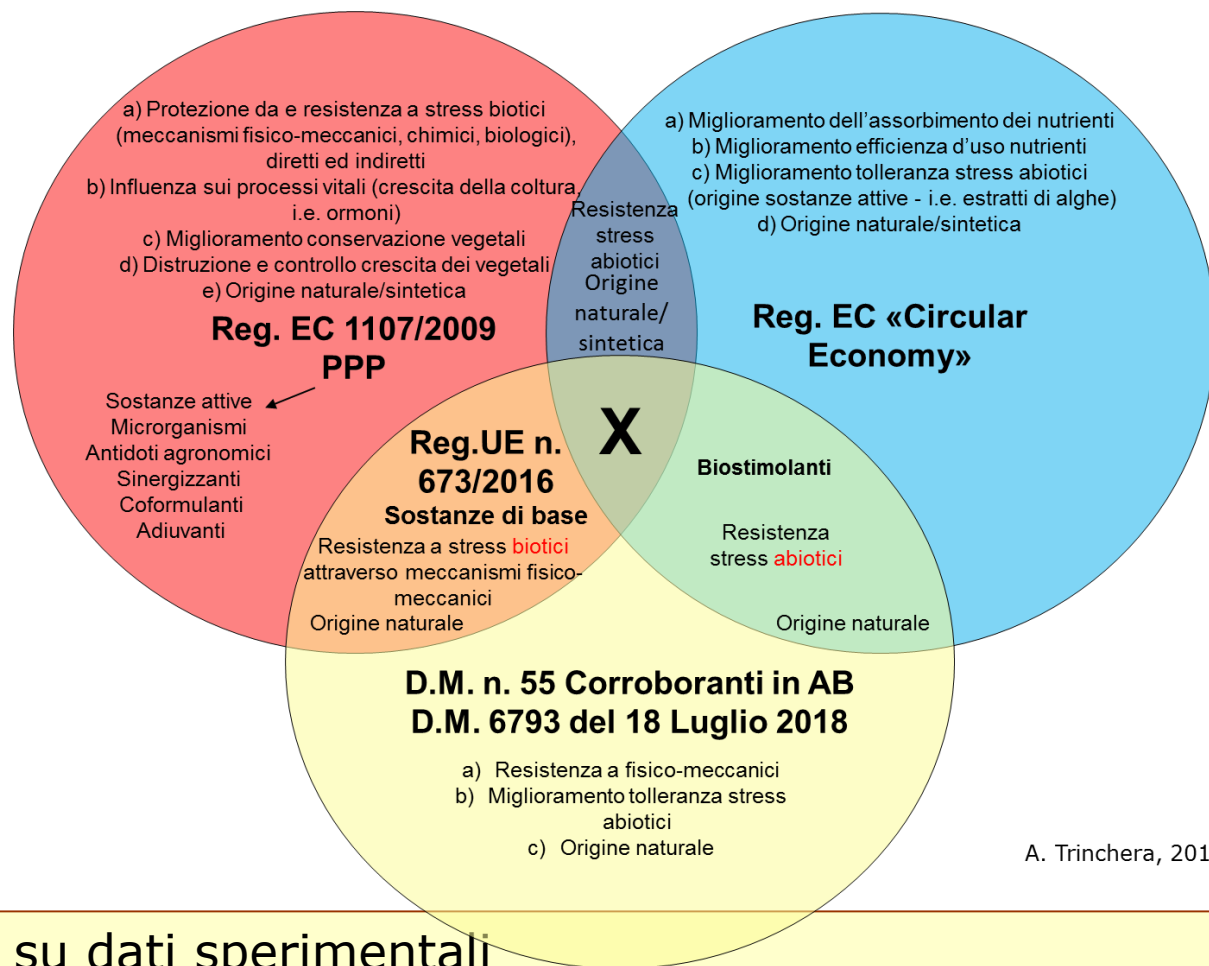 a) Protezione da e resistenza a stress biotici
(meccanismi fisico-meccanici, chimici, biologici),
diretti ed indiretti
b) Influenza sui processi vitali (crescita della coltura,
i.e. ormoni)
c) Miglioramento conservazione vegetali
d) Distruzione e controllo crescita dei vegetali
e) Origine naturale/sintetica
Reg. EC 1107/2009
PPP
Sostanze attive
Microrganismi
Antidoti agronomici
Sinergizzanti
Coformulanti
Adiuvanti
Resistenza
stress
abiotici
Origine
naturale/
sintetica
a) Miglioramento dell’assorbimento dei nutrienti
b) Miglioramento efficienza d’uso nutrienti
c) Miglioramento tolleranza stress abiotici
(origine sostanze attive - i.e. estratti di alghe)
d) Origine naturale/sintetica
Reg. EC «Circular
Economy»
X
Reg.UE n.
673/2016
Sostanze di base
Resistenza a stress biotici
attraverso meccanismi fisico-
meccanici
Origine naturale
Biostimolanti
Resistenza
stress abiotici
Origine naturale
D.M. n. 55 Corroboranti in AB
D.M. 6793 del 18 Luglio 2018
a) Resistenza a fisico-meccanici
b) Miglioramento tolleranza stress
abiotici
c) Origine naturale
A. Trinchera, 201
su dati sperimentali